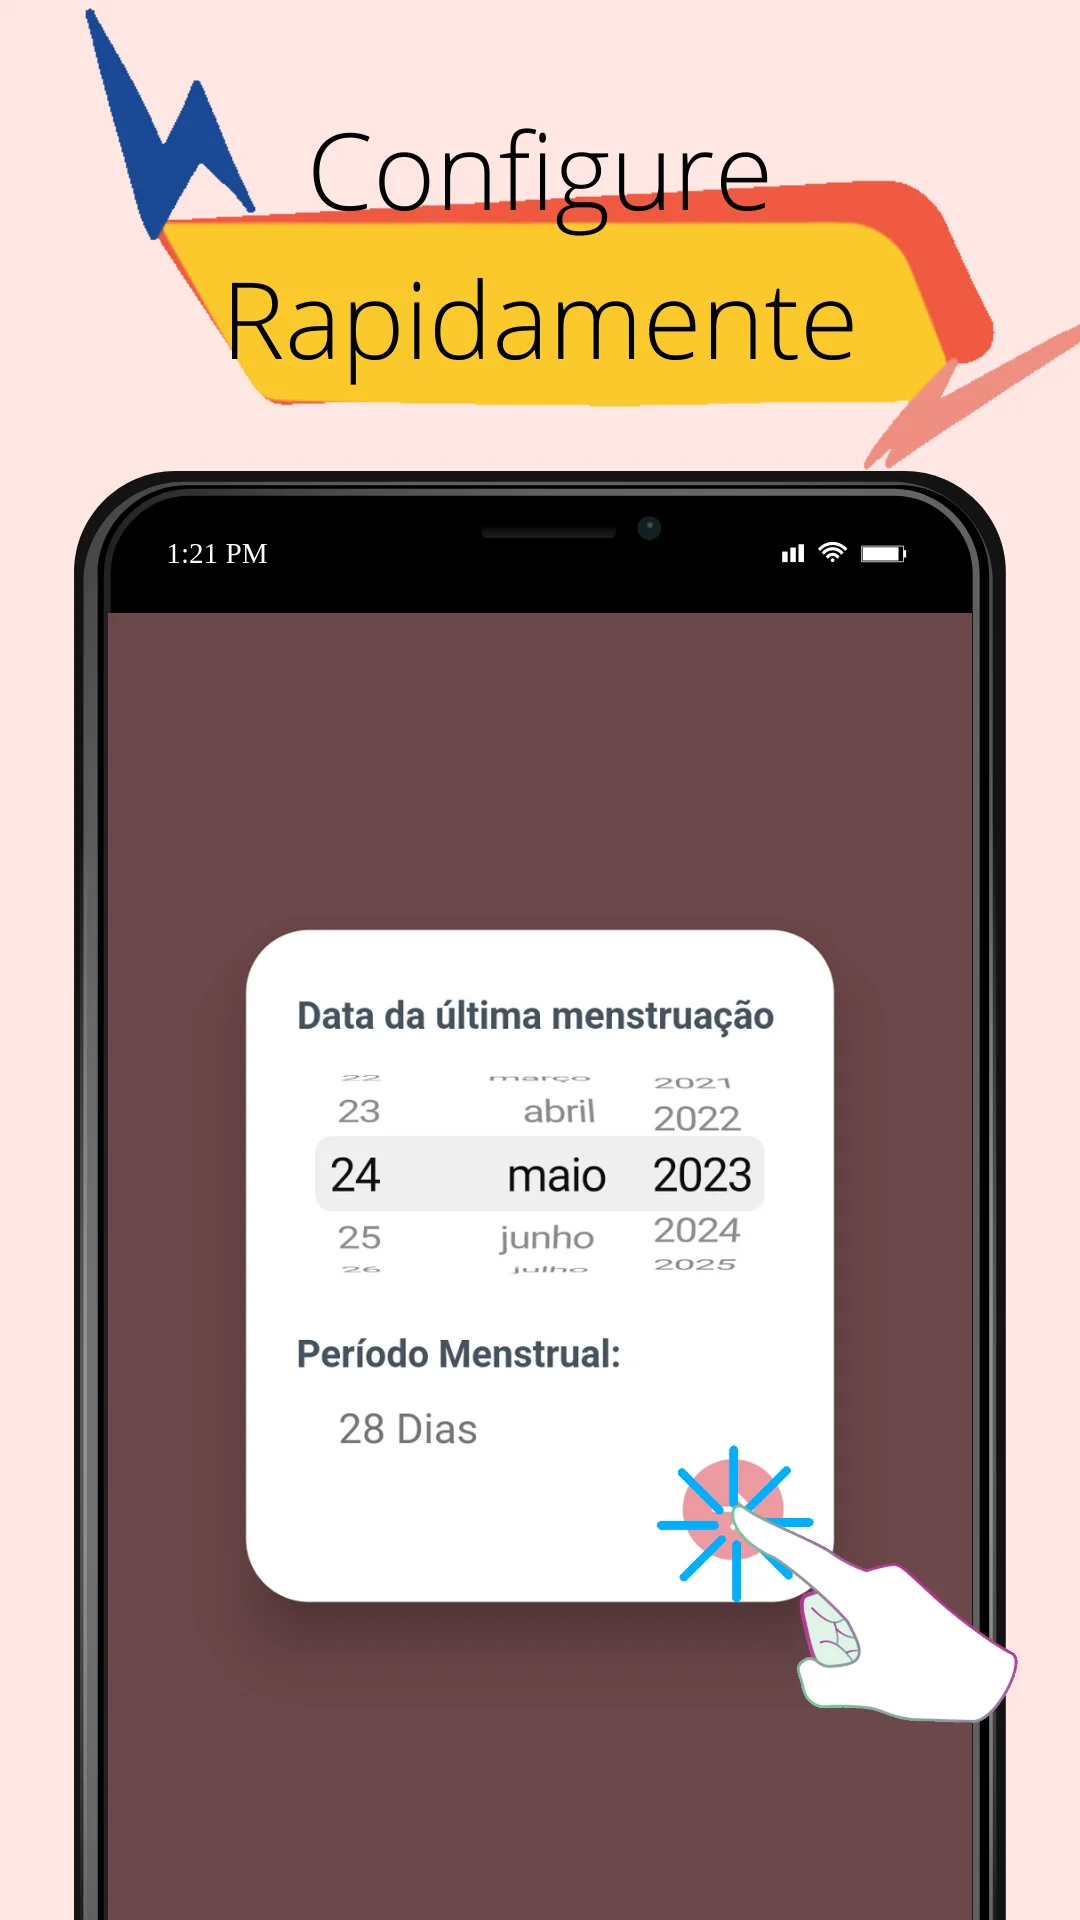 Configure
Rapidamente
1:21 PM
Data da última menstruação
22 março 2021
23 abril 2022
24 maio 2023
25 junho 2024
26 julho 2025
Período Menstrual:
28 Dias